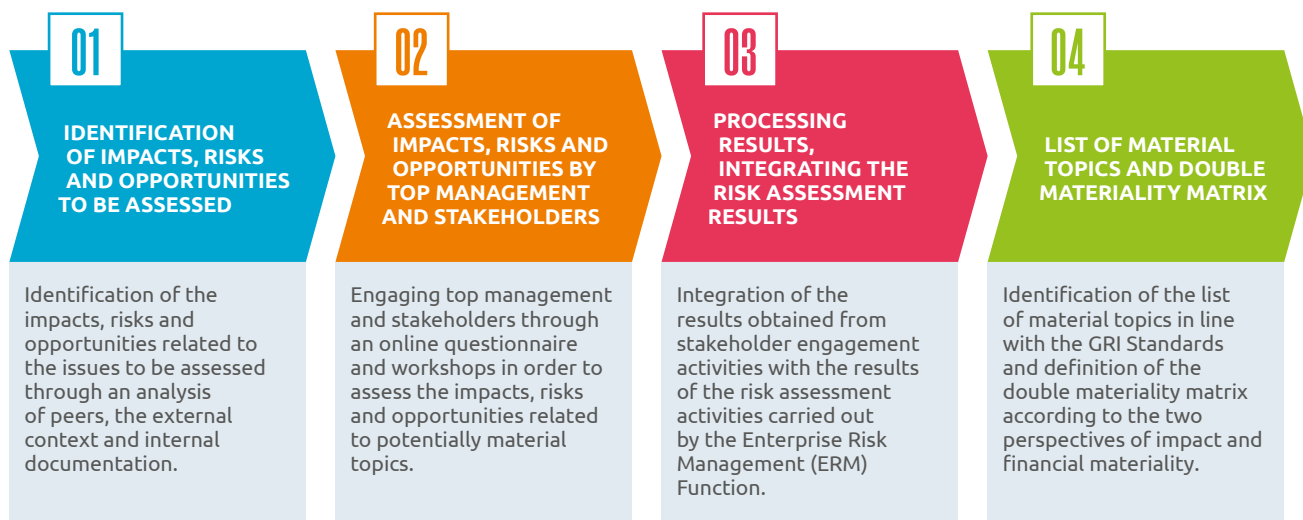 01
IDENTIFICATION
OF IMPACTS, RISKS
AND OPPORTUNITIES
TO BE ASSESSED
Identification of the
impacts, risks and
opportunities related to
the issues to be assessed
through an analysis
of peers, the external
context and internal
documentation.
02
ASSESSMENT OF
IMPACTS, RISKS AND
OPPORTUNITIES BY
TOP MANAGEMENT
AND STAKEHOLDERS
Engaging top management
and stakeholders through
an online questionnaire
and workshops in order to
assess the impacts, risks
and opportunities related
to potentially material
topics.
03
PROCESSING
RESULTS,
INTEGRATING THE
RISK ASSESSMENT
RESULTS
Integration of the
results obtained from
stakeholder engagement
activities with the results
of the risk assessment
activities carried out
by the Enterprise Risk
Management (ERM)
Function.
04
LIST OF MATERIAL
TOPICS AND DOUBLE
MATERIALITY MATRIX
Identification of the list
of material topics in line
with the GRI Standards
and definition of the
double materiality matrix
according to the two
perspectives of impact and
financial materiality.